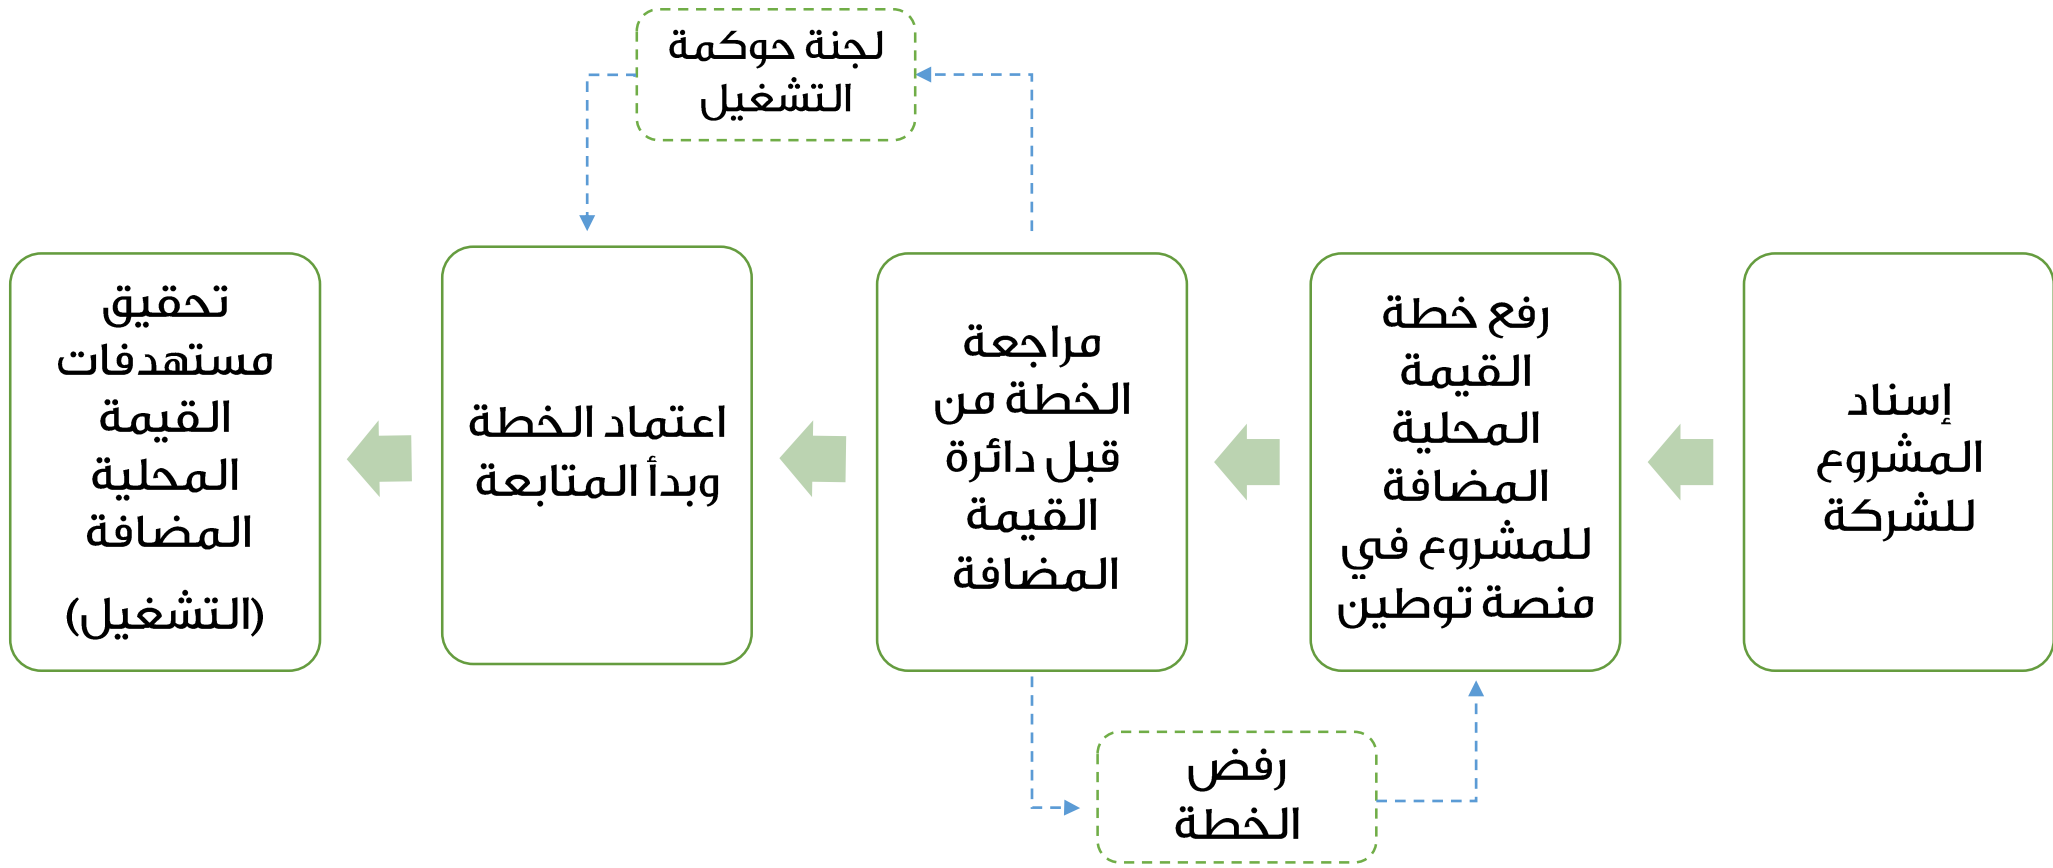 لجنة حوكمة
التشغيل
إسناد
المشروع
للشركة
رفع خطة
القيمة
المحلية
المضافة
للمشروع في
منصة توطين
مراجعة
الخطة من
قبل دائرة
القيمة
المضافة
اعتماد الخطة
وبدأ المتابعة
تحقيق
مستهدفات
القيمة
المحلية
المضافة
(التشغيل)
رفض
الخطة